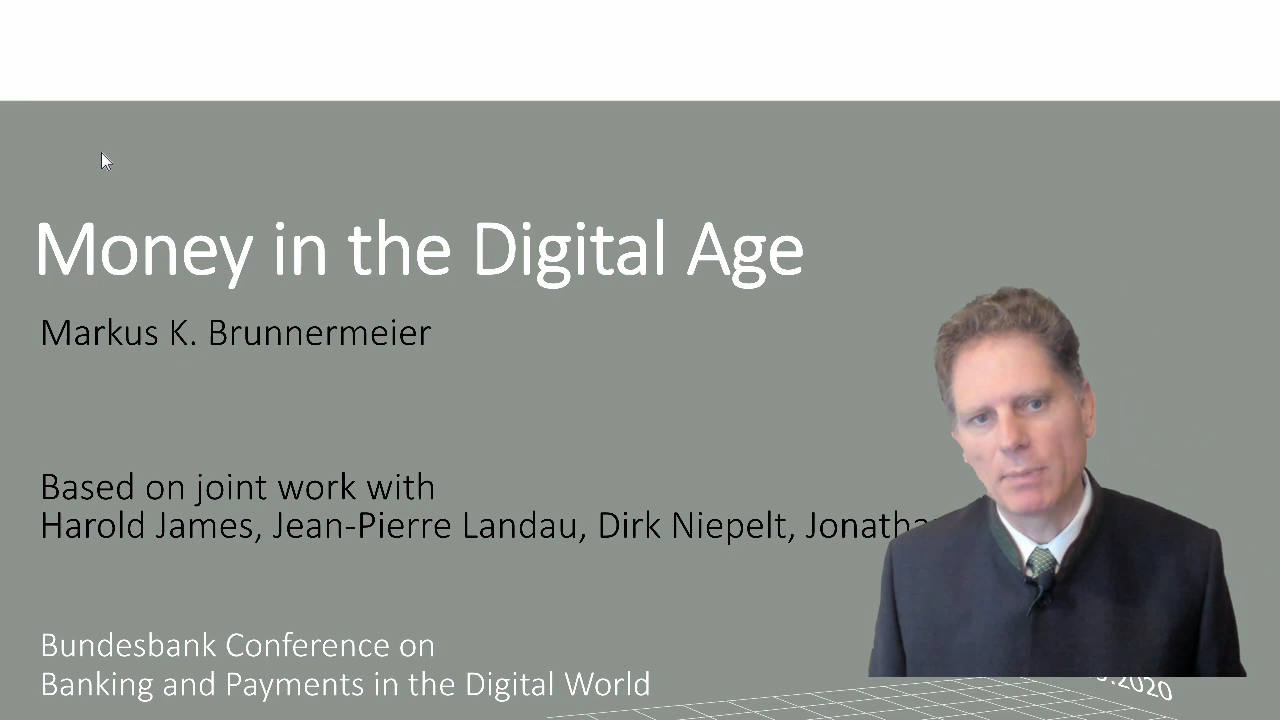 Money in the Digital Age
Markus K. Brunnermeier
Based on joint work with
Harold James, Jean-Pierre Landau, Dirk Niepelt,
Bundesbank Conference on
Banking and Payments in the Digital World